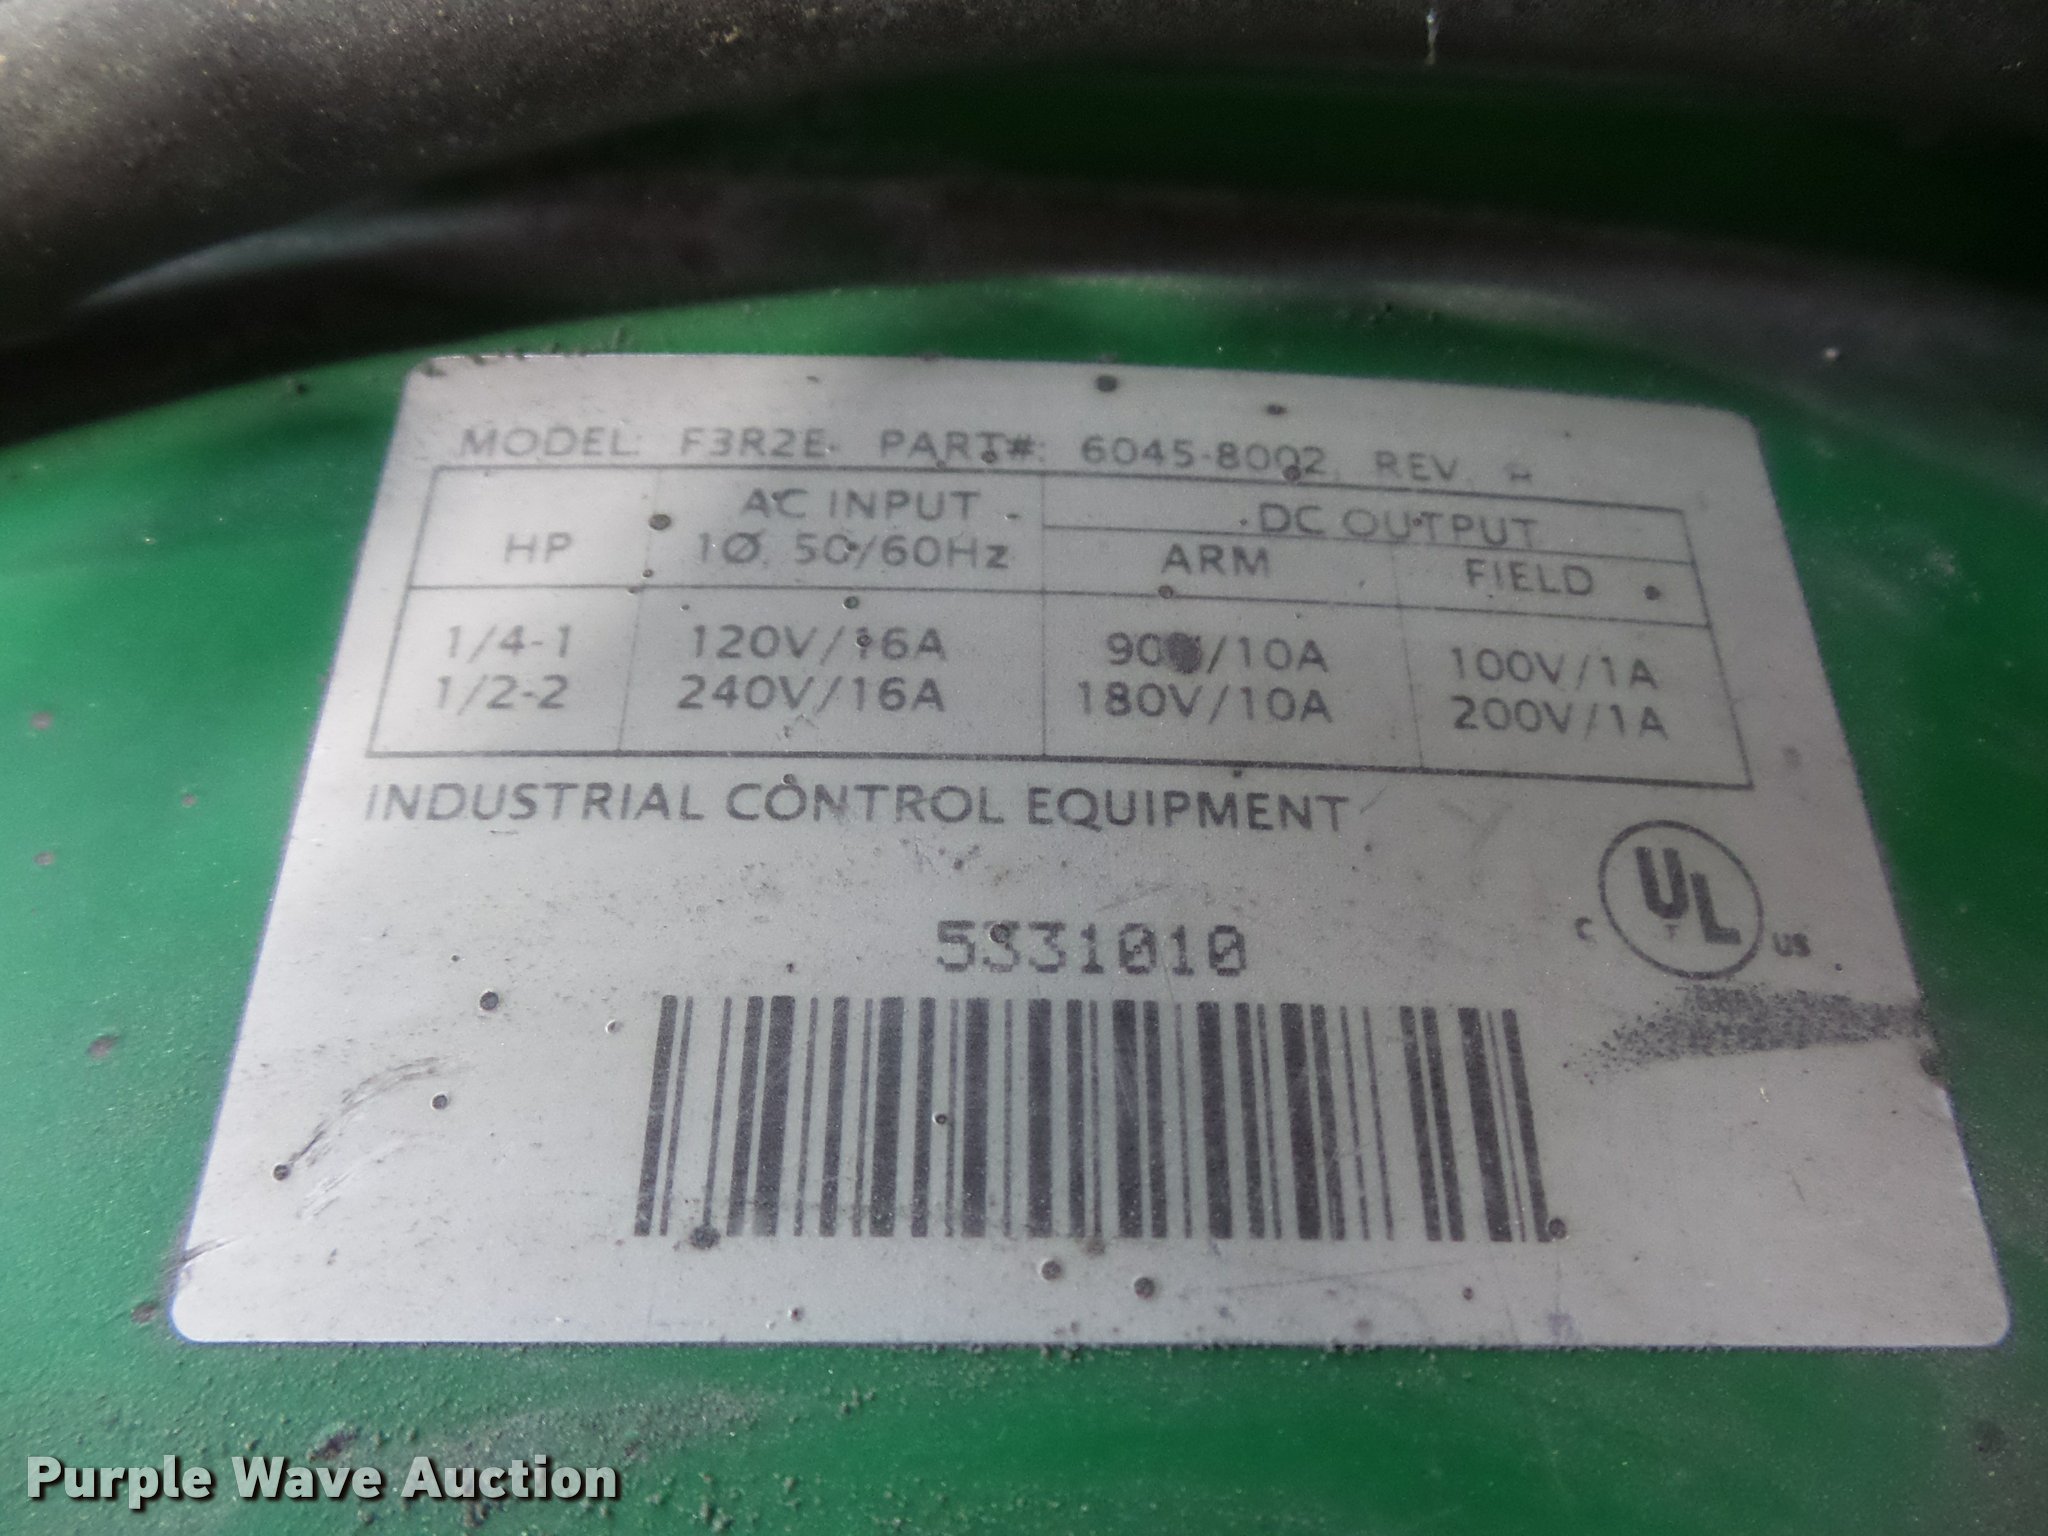 MODEL: F3R2E PART#: 6045-8002 REV. A
HP AC INPUT 1Ø, 50/60Hz DC OUTPUT
ARM FIELD
1/4-1 120V/16A 90V/10A 100V/1A
1/2-2 240V/16A 180V/10A 200V/1A
INDUSTRIAL CONTROL EQUIPMENT
C UL US
5331010
Purple Wave Auction